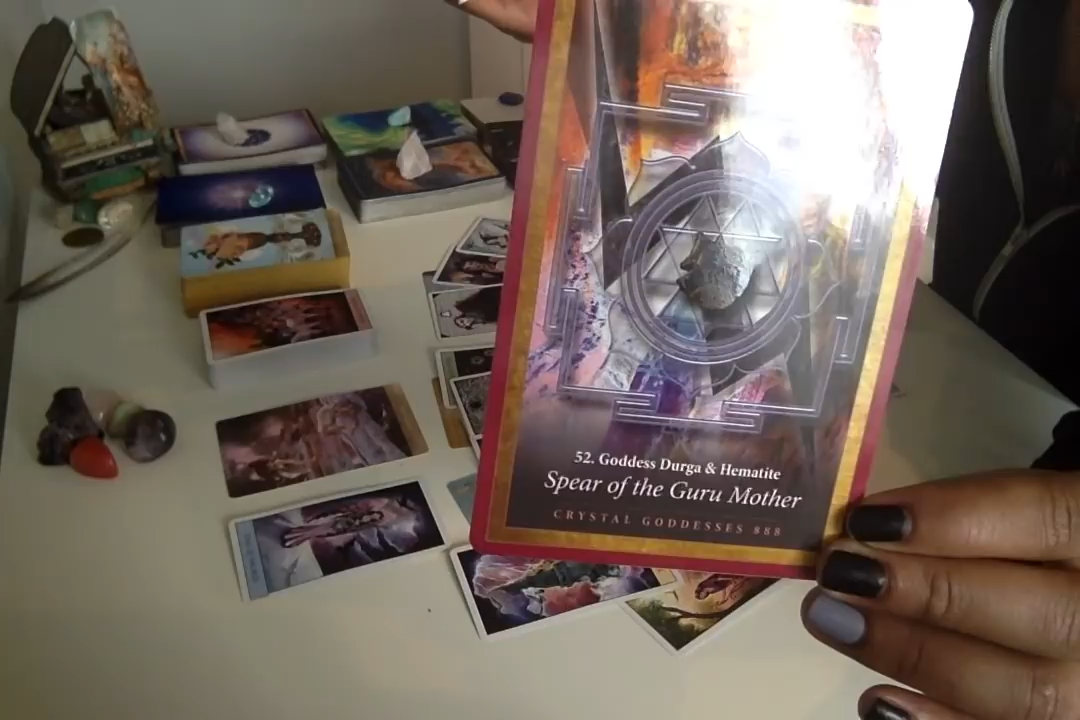 52. Goddess Durga & Hematite
Spear of the Guru Mother
CRYSTAL GODDESSES 888